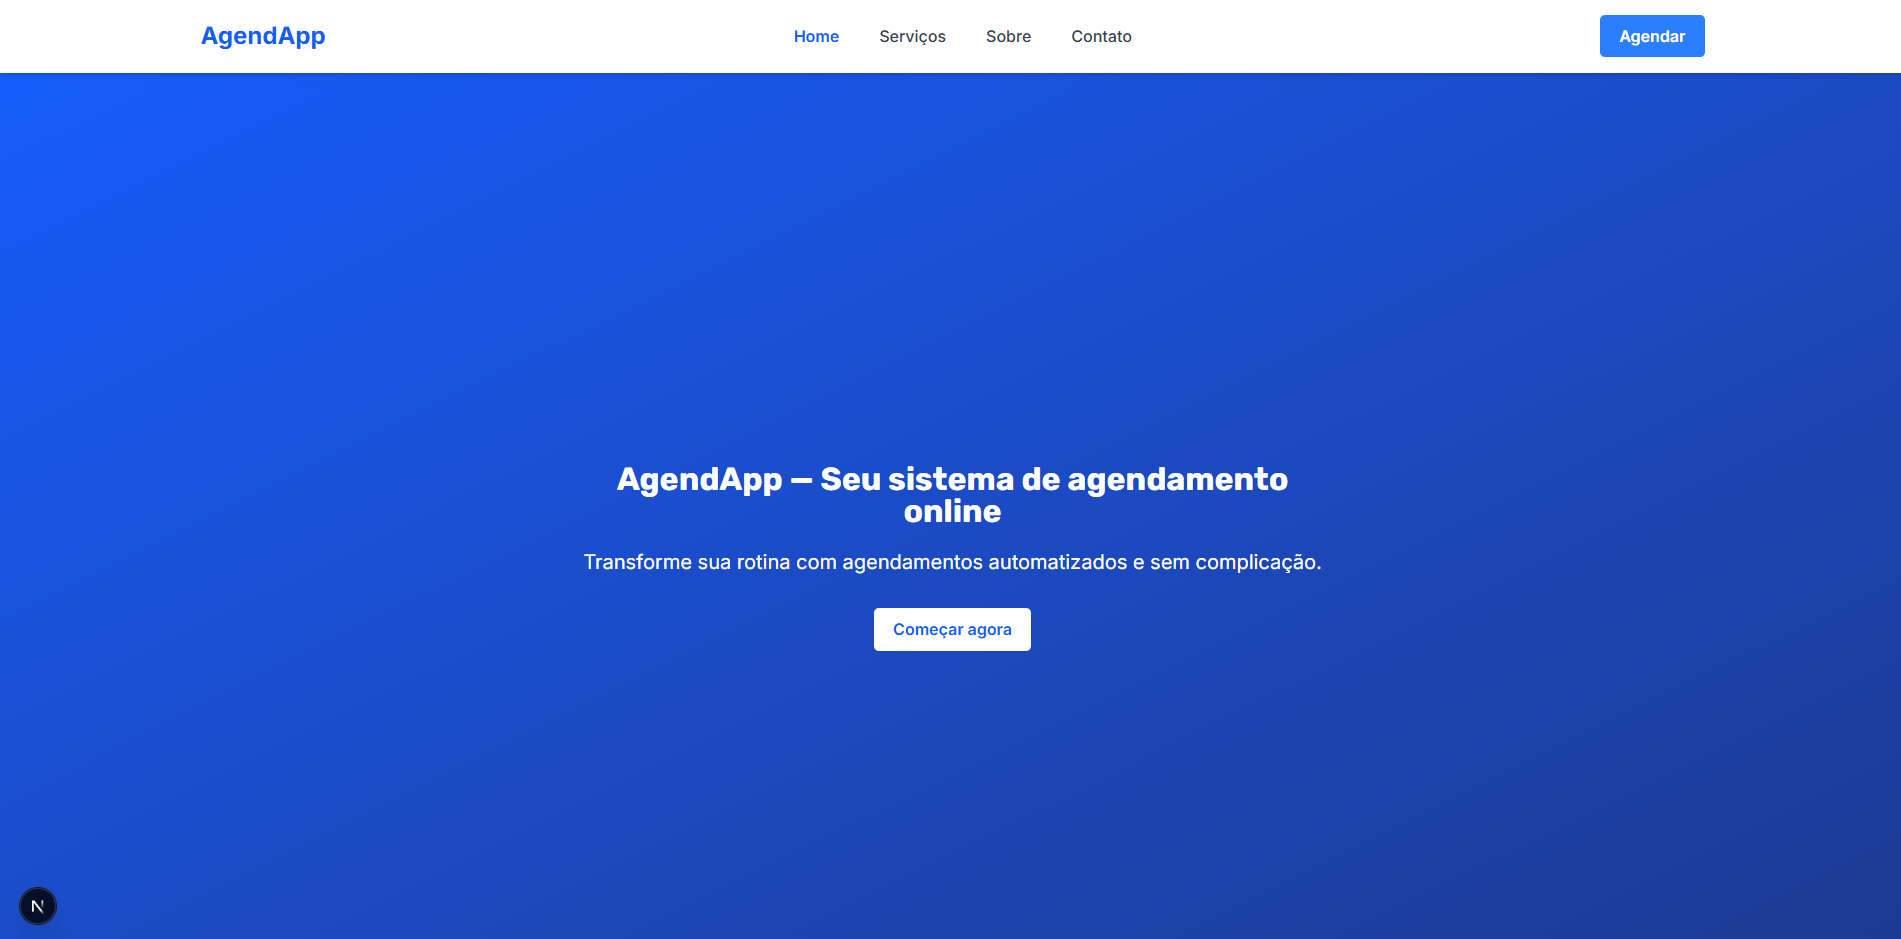 AgendApp
Home
Serviços
Sobre
Contato
Agendar
AgendApp — Seu sistema de agendamento
online
Transforme sua rotina com agendamentos automatizados e sem complicação.
Começar agora
N